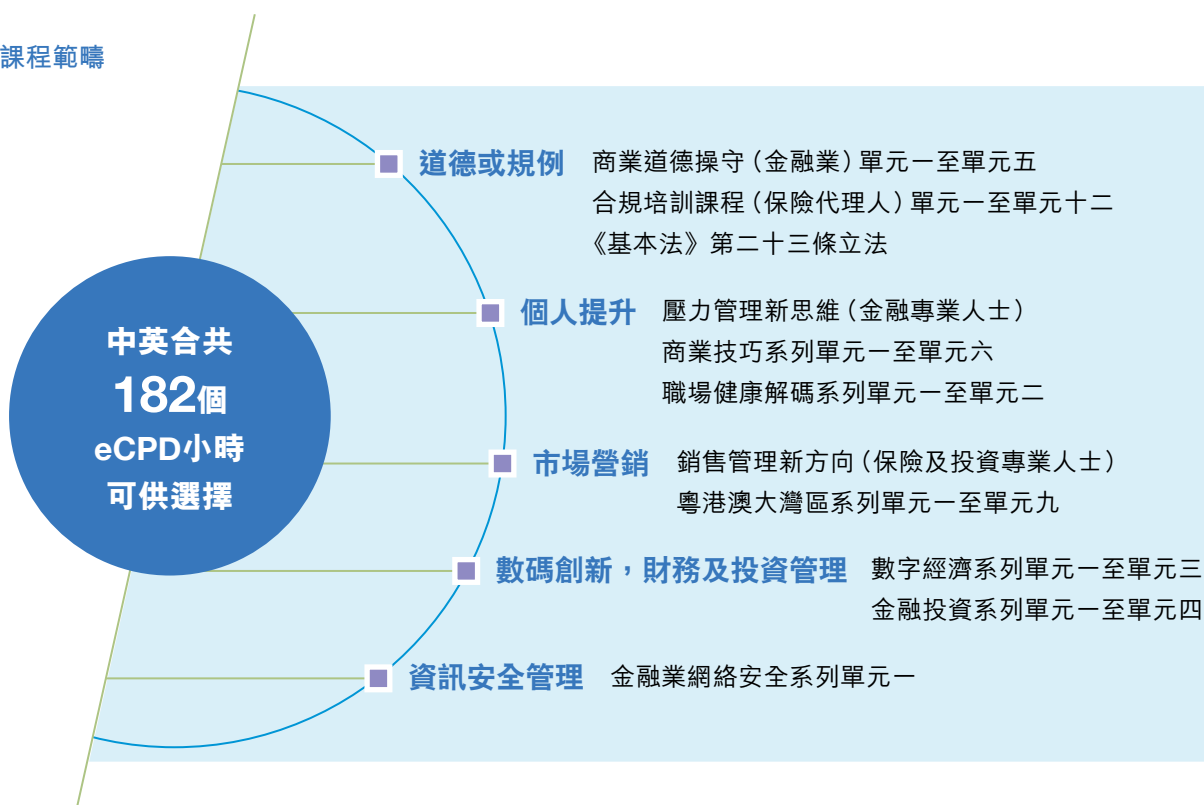 課程範疇
道德或規例
商業道德操守（金融業）單元一至單元五
合規培訓課程（保險代理人）單元一至單元十二
《基本法》第二十三條立法
中英合共
182個
eCPD小時
可供選擇
個人提升
壓力管理新思維（金融專業人士）
商業技巧系列單元一至單元六
職場健康解碼系列單元一至單元二
市場營銷
銷售管理新方向（保險及投資專業人士）
粵港澳大灣區系列單元一至單元九
數碼創新，財務及投資管理
數字經濟系列單元一至單元三
金融投資系列單元一至單元四
資訊安全管理
金融業網絡安全系列單元一